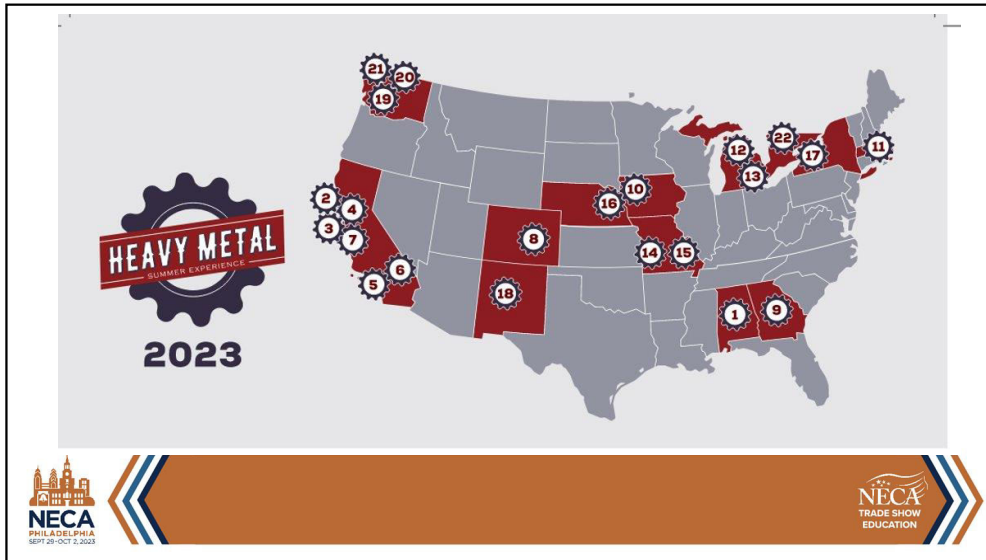 21
20
19
2
4
3
7
5
6
18
8
16
10
14
15
1
9
12
13
22
17
11
HEAVY METAL
SUMMER EXPERIENCE
2023
NECA
PHILADELPHIA
SEPT 29-OCT 2, 2023
NECA
TRADE SHOW
EDUCATION